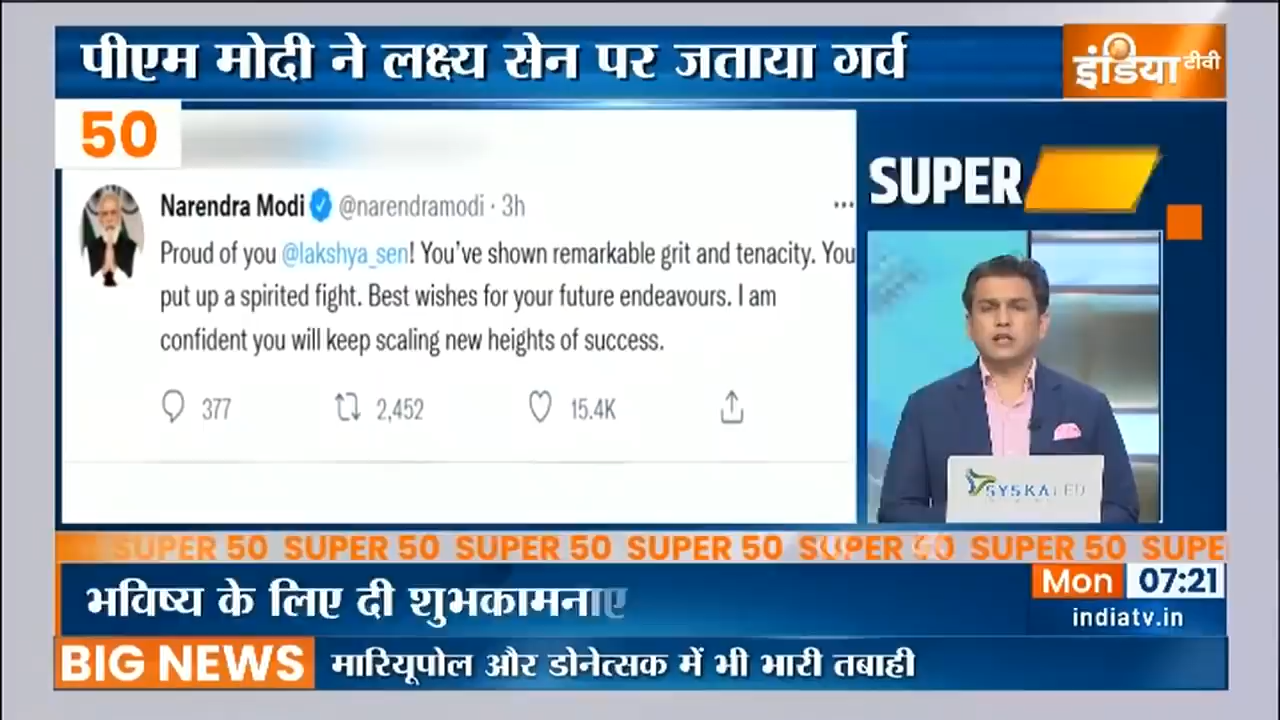 पीएम मोदी ने लक्ष्य सेन पर जताया गर्व
इंडिया टीवी
50
SUPER
Narendra Modi @narendramodi · 3h
Proud of you @lakshya_sen! You've shown remarkable grit and tenacity. You
put up a spirited fight. Best wishes for your future endeavours. I am
confident you will keep scaling new heights of success.
377 2,452 15.4K
SYSKA LED
SUPER 50 SUPER 50 SUPER 50 SUPER 50 SUPER 50 SUPER 50 SUPE
Mon 07:21
भविष्य के लिए दी शुभकामनाए
indiatv.in
BIG NEWS मारियूपोल और डोनेत्सक में भी भारी तबाही